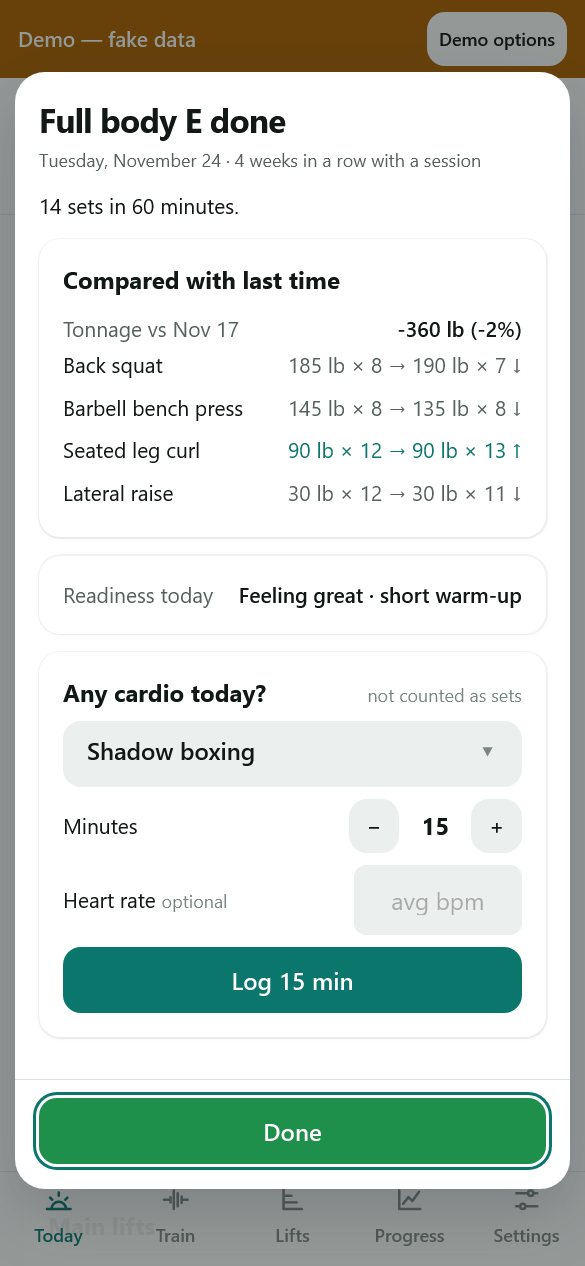 Demo — fake data
Demo options
Full body E done
Tuesday, November 24 · 4 weeks in a row with a session
14 sets in 60 minutes.
Compared with last time
Tonnage vs Nov 17 -360 lb (-2%)
Back squat 185 lb × 8 → 190 lb × 7 ↓
Barbell bench press 145 lb × 8 → 135 lb × 8 ↓
Seated leg curl 90 lb × 12 → 90 lb × 13 ↑
Lateral raise 30 lb × 12 → 30 lb × 11 ↓
Readiness today Feeling great · short warm-up
Any cardio today? not counted as sets
Shadow boxing ▼
Minutes − 15 +
Heart rate optional avg bpm
Log 15 min
Done
Main lifts
Today Train Lifts Progress Settings